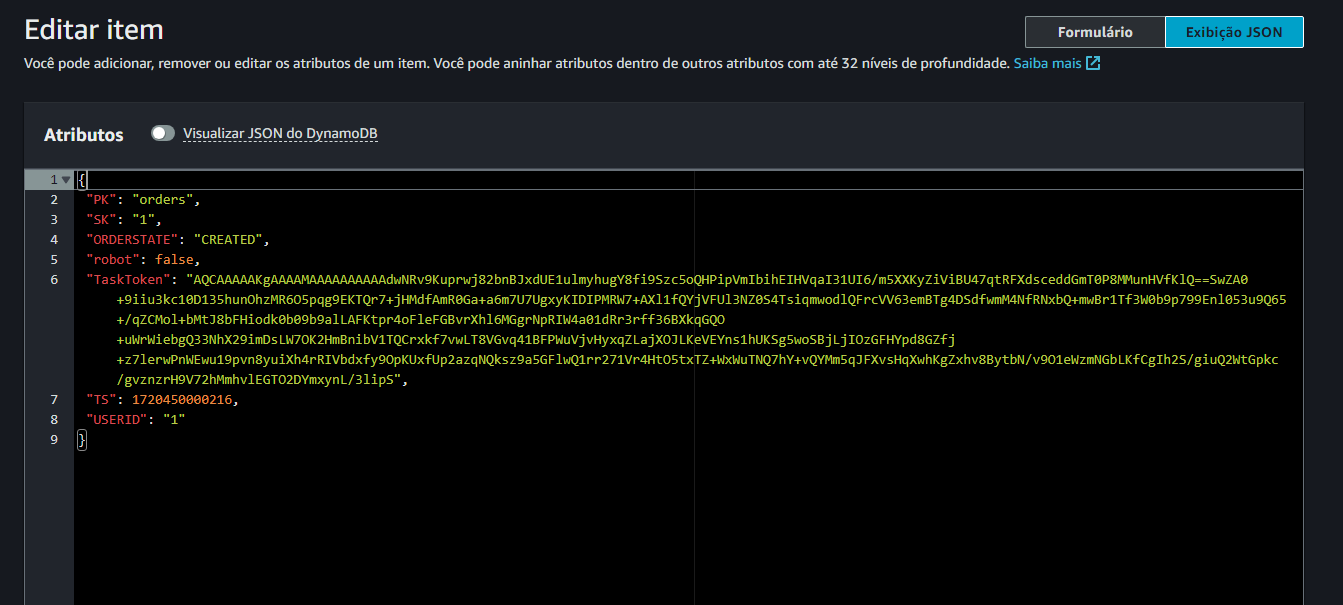 Editar item
Formulário
Exibição JSON
Você pode adicionar, remover ou editar os atributos de um item. Você pode aninhar atributos dentro de outros atributos com até 32 níveis de profundidade. Saiba mais
Atributos
Visualizar JSON do DynamoDB
1 {
2 "PK": "orders",
3 "SK": "1",
4 "ORDERSTATE": "CREATED",
5 "robot": false,
6 "TaskToken": "AQCAAAAAKgAAAAMAAAAAAAAAAdwNRv9Kuprwj82bnBJxdUE1ulmyhugY8fi9Szc5oQHPipVmIbihEIHVqaI31UI6/m5XXKyZiViBU47qtRFXdsceddGmT0P8MMunHVfKlQ==SwZA0
+9iiu3kc10D135hunOhzMR6O5pqg9EKTQr7+jHMdfAmR0Ga+a6m7U7UgxyKIDIPMRW7+AXl1fQYjVFUl3NZ0S4TsiqmwodlQFrcVV63emBTg4DSdfwmM4NfRNxbQ+mwBr1Tf3W0b9p799Enl053u9Q65
+/qZCMol+bMtJ8bFHiodk0b09b9alLAFKtpr4oFleFGBvrXhl6MGgrNpRIW4a01dRr3rff36BXkqGQO
+uWrWiebgQ33NhX29imDsLW7OK2HmBnibV1TQCrxkf7vwLT8VGvq41BFPWuVjvHyxqZLajXOJLKeVEYns1hUKSg5woSBjLjIOzGFHYpd8GZfj
+z7lerwPnWEwu19pvn8yuiXh4rRIVbdxfy9OpKUxfUp2azqNQksz9a5GFlwQ1rr271Vr4HtO5txTZ+WxWuTNQ7hY+vQYMm5qJFXvsHqXwhKgZxhv8BytbN/v9O1eWzmNGbLKfCgIh2S/giuQ2WtGpkc
/gvznzrH9V72hMmhvlEGTO2DYmxynL/3lipS",
7 "TS": 1720450000216,
8 "USERID": "1"
9 }